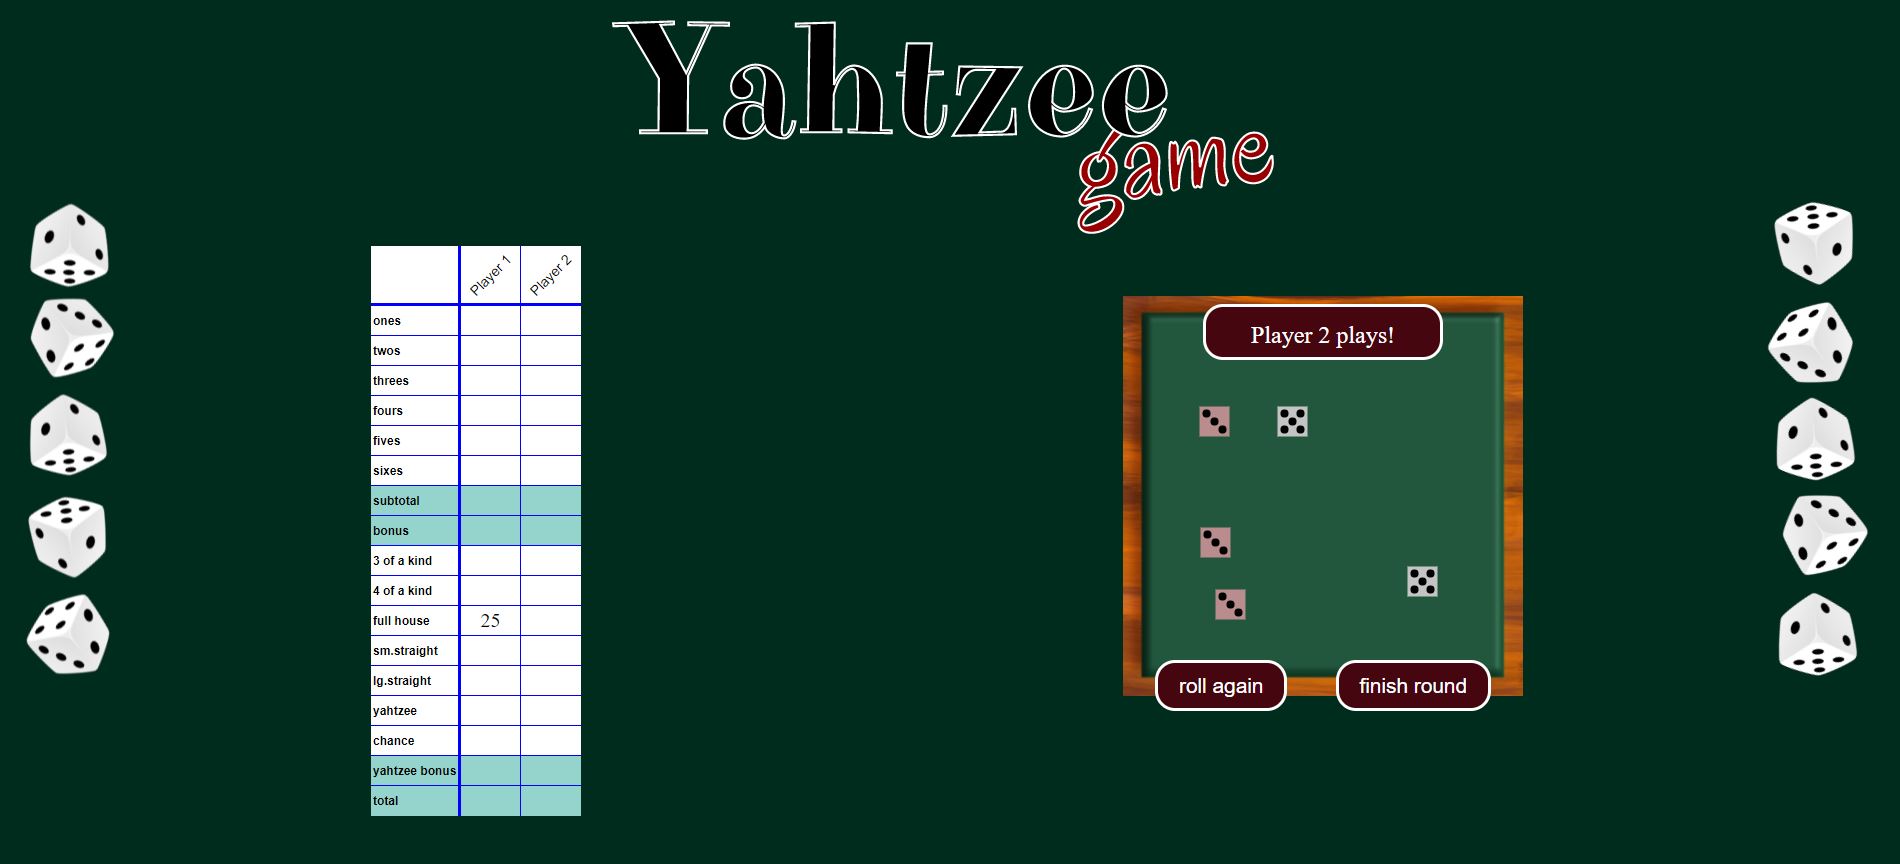 Yahtzee
game
Player 1 Player 2
ones
twos
threes
fours
fives
sixes
subtotal
bonus
3 of a kind
4 of a kind
full house 25
sm.straight
lg.straight
yahtzee
chance
yahtzee bonus
total
Player 2 plays!
roll again finish round